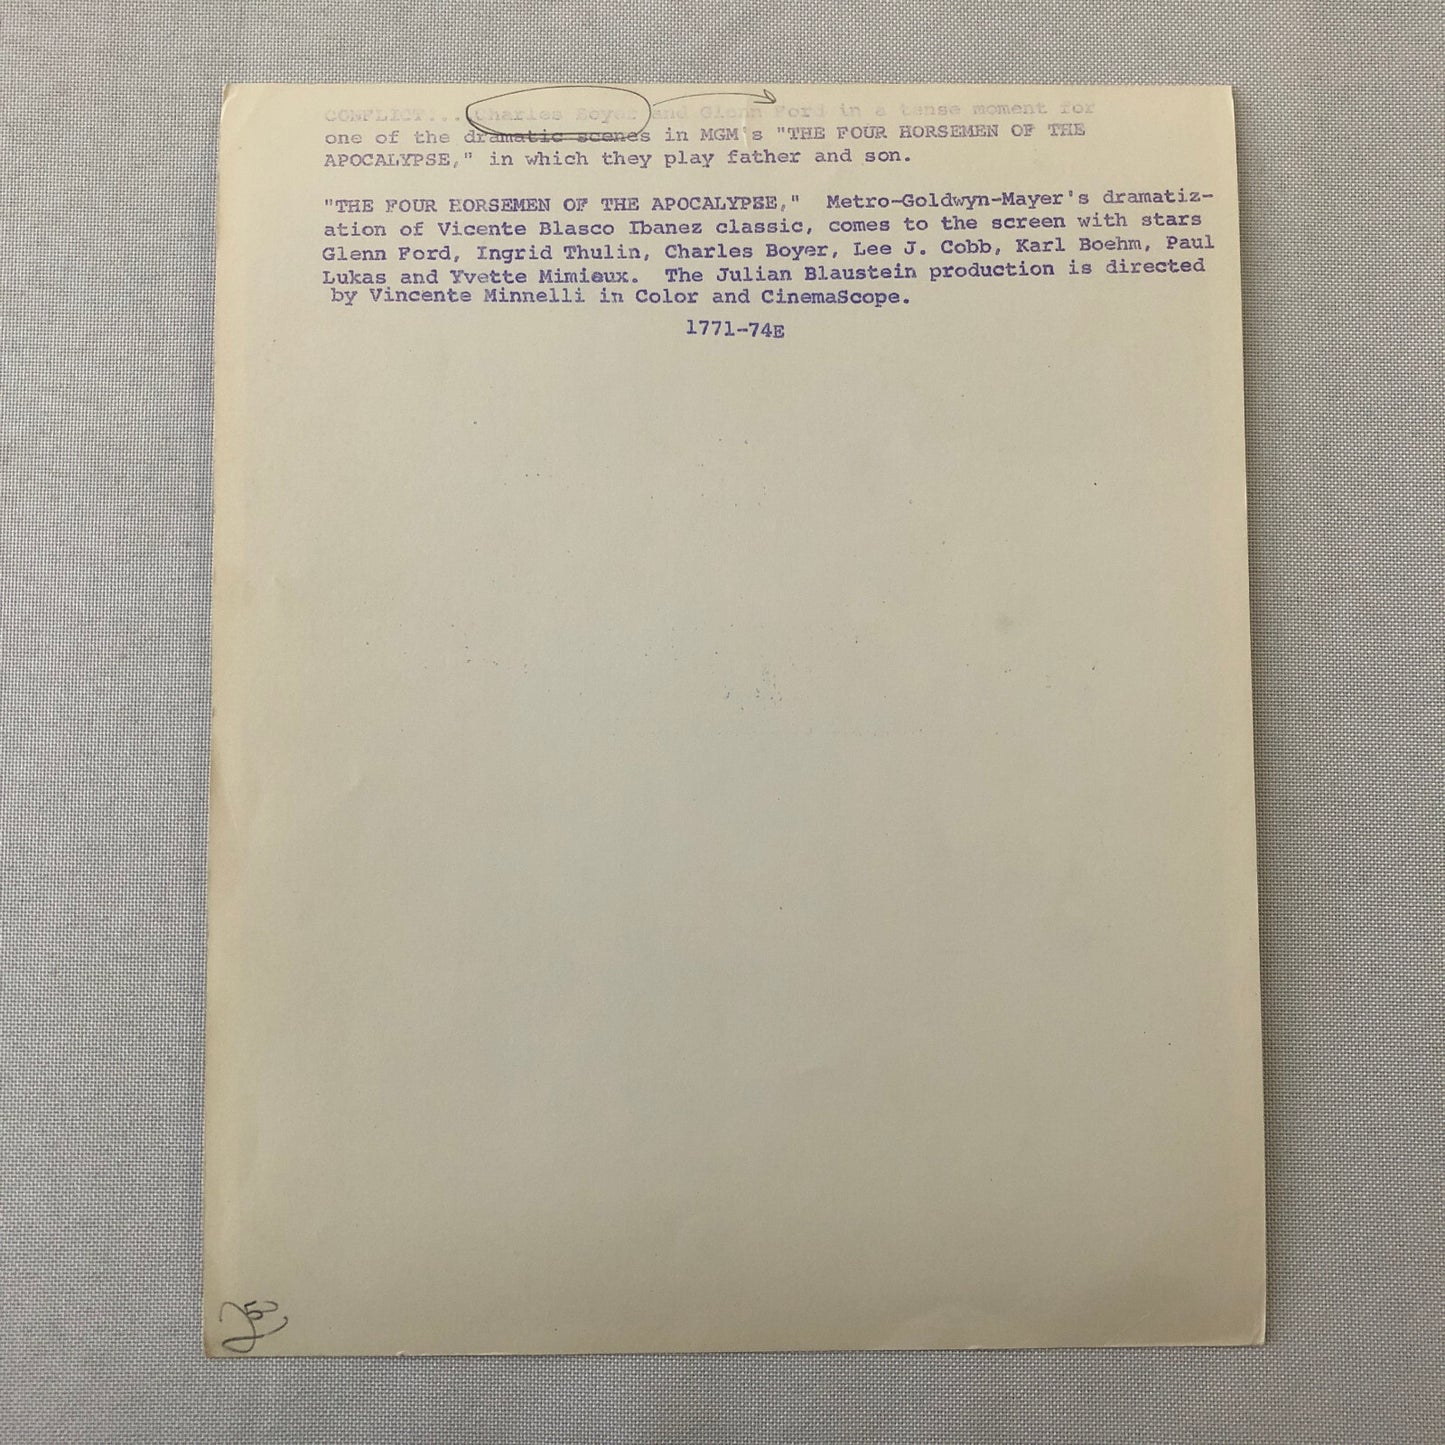 CONFLICT... Charles Boyer and Glenn Ford in a tense moment for
one of the dramatic scenes in MGM's "THE FOUR HORSEMEN OF THE
APOCALYPSE," in which they play father and son.
"THE FOUR HORSEMEN OF THE APOCALYPSE," Metro-Goldwyn-Mayer's dramatiz-
ation of Vicente Blasco Ibanez classic, comes to the screen with stars
Glenn Ford, Ingrid Thulin, Charles Boyer, Lee J. Cobb, Karl Boehm, Paul
Lukas and Yvette Mimieux. The Julian Blaustein production is directed
by Vincente Minnelli in Color and CinemaScope.
1771-74E